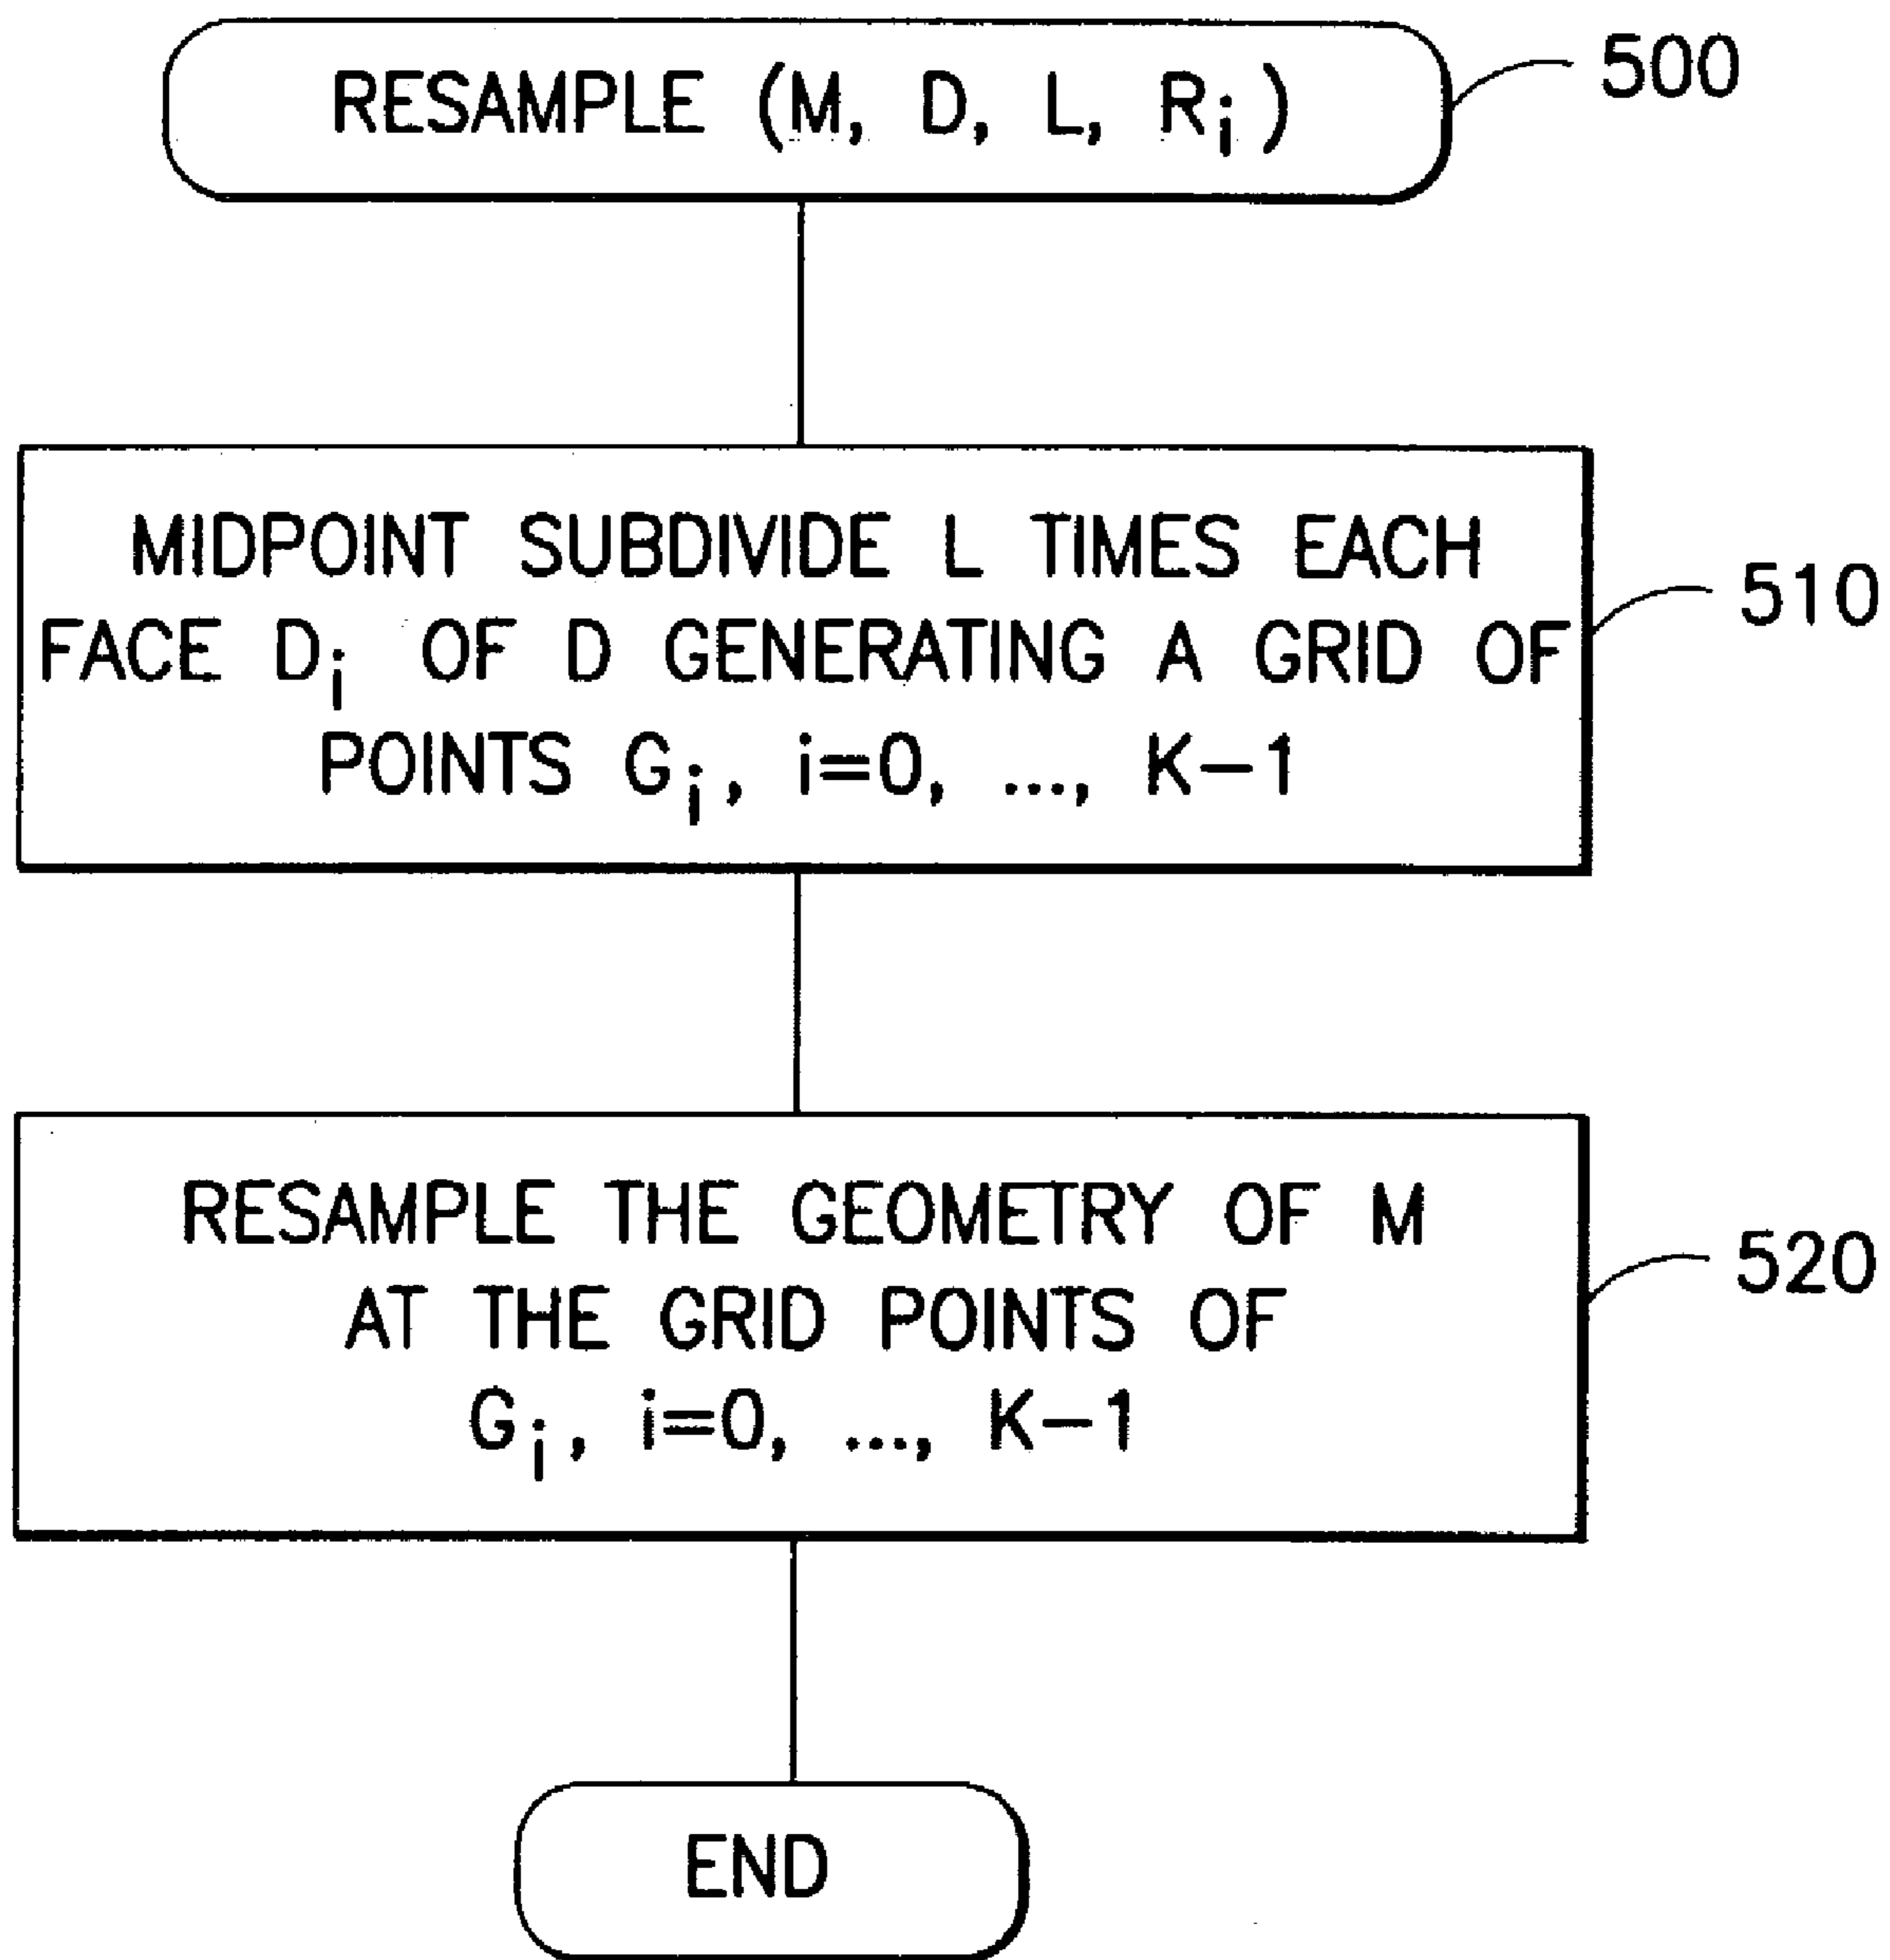 RESAMPLE (M, D, L, Ri)
500
MIDPOINT SUBDIVIDE L TIMES EACH
FACE Di OF D GENERATING A GRID OF
POINTS Gi, i=0, ..., K-1
510
RESAMPLE THE GEOMETRY OF M
AT THE GRID POINTS OF
Gi, i=0, ..., K-1
520
END